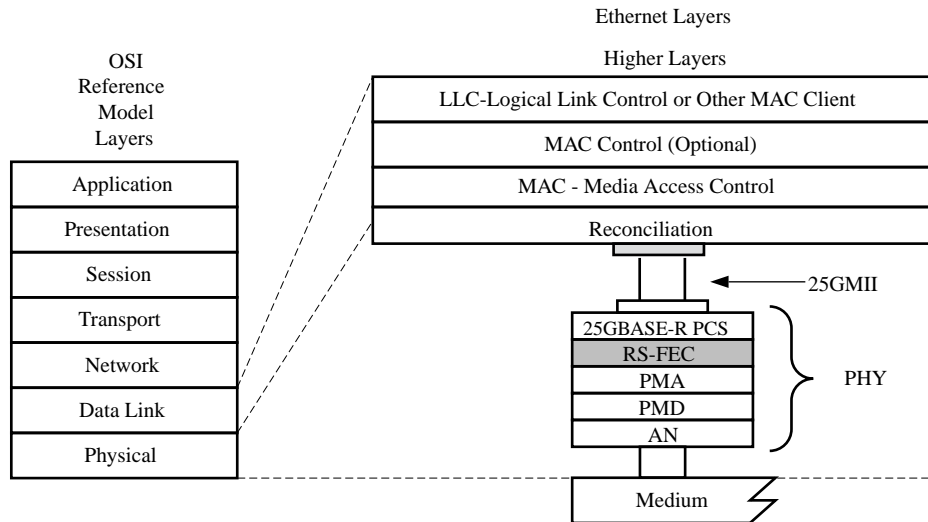 OSI
Reference
Model
Layers
Application
Presentation
Session
Transport
Network
Data Link
Physical
Ethernet Layers
Higher Layers
LLC-Logical Link Control or Other MAC Client
MAC Control (Optional)
MAC - Media Access Control
Reconciliation
25GMII
25GBASE-R PCS
RS-FEC
PMA
PMD
AN
PHY
Medium